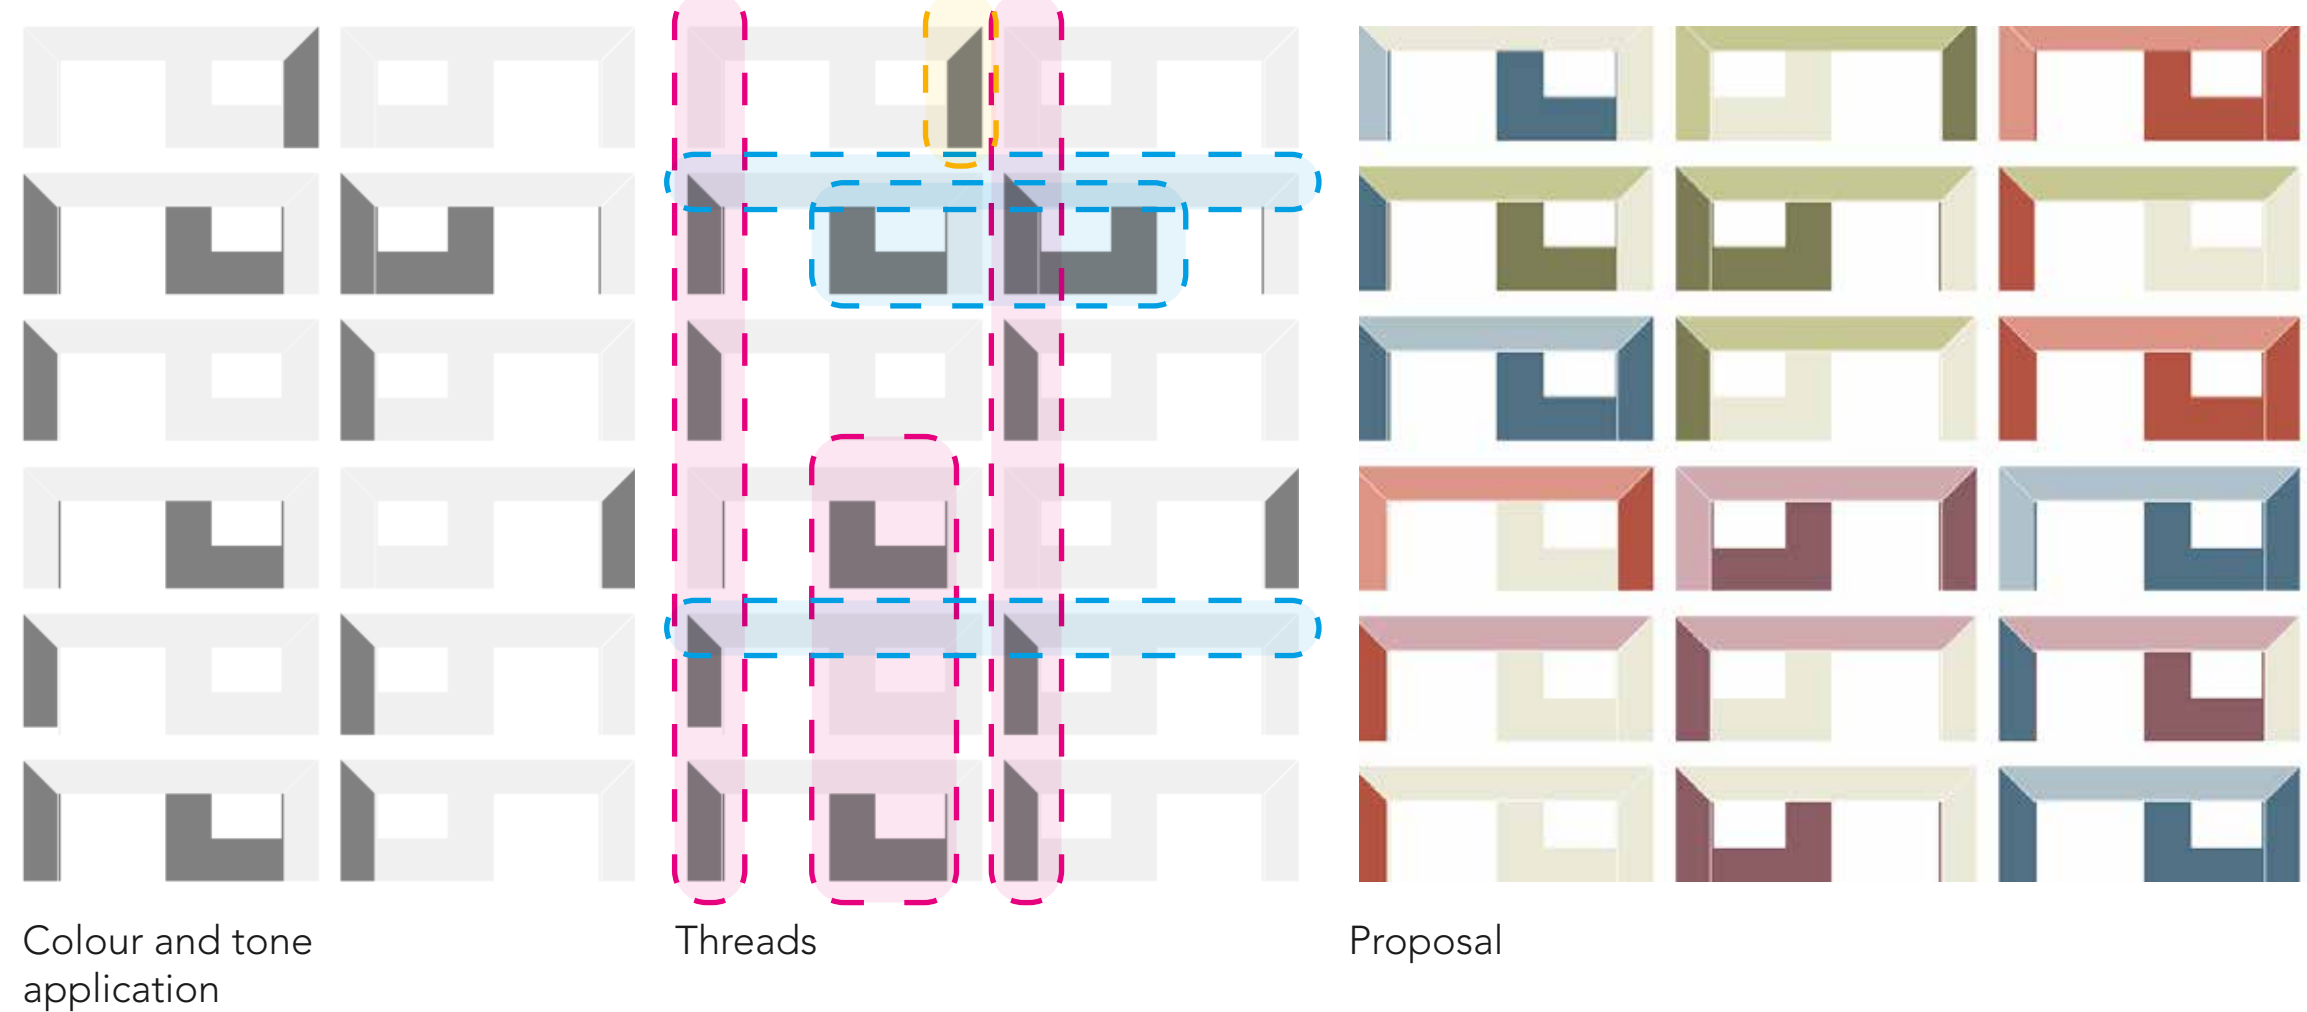 Colour and tone
application
Threads
Proposal